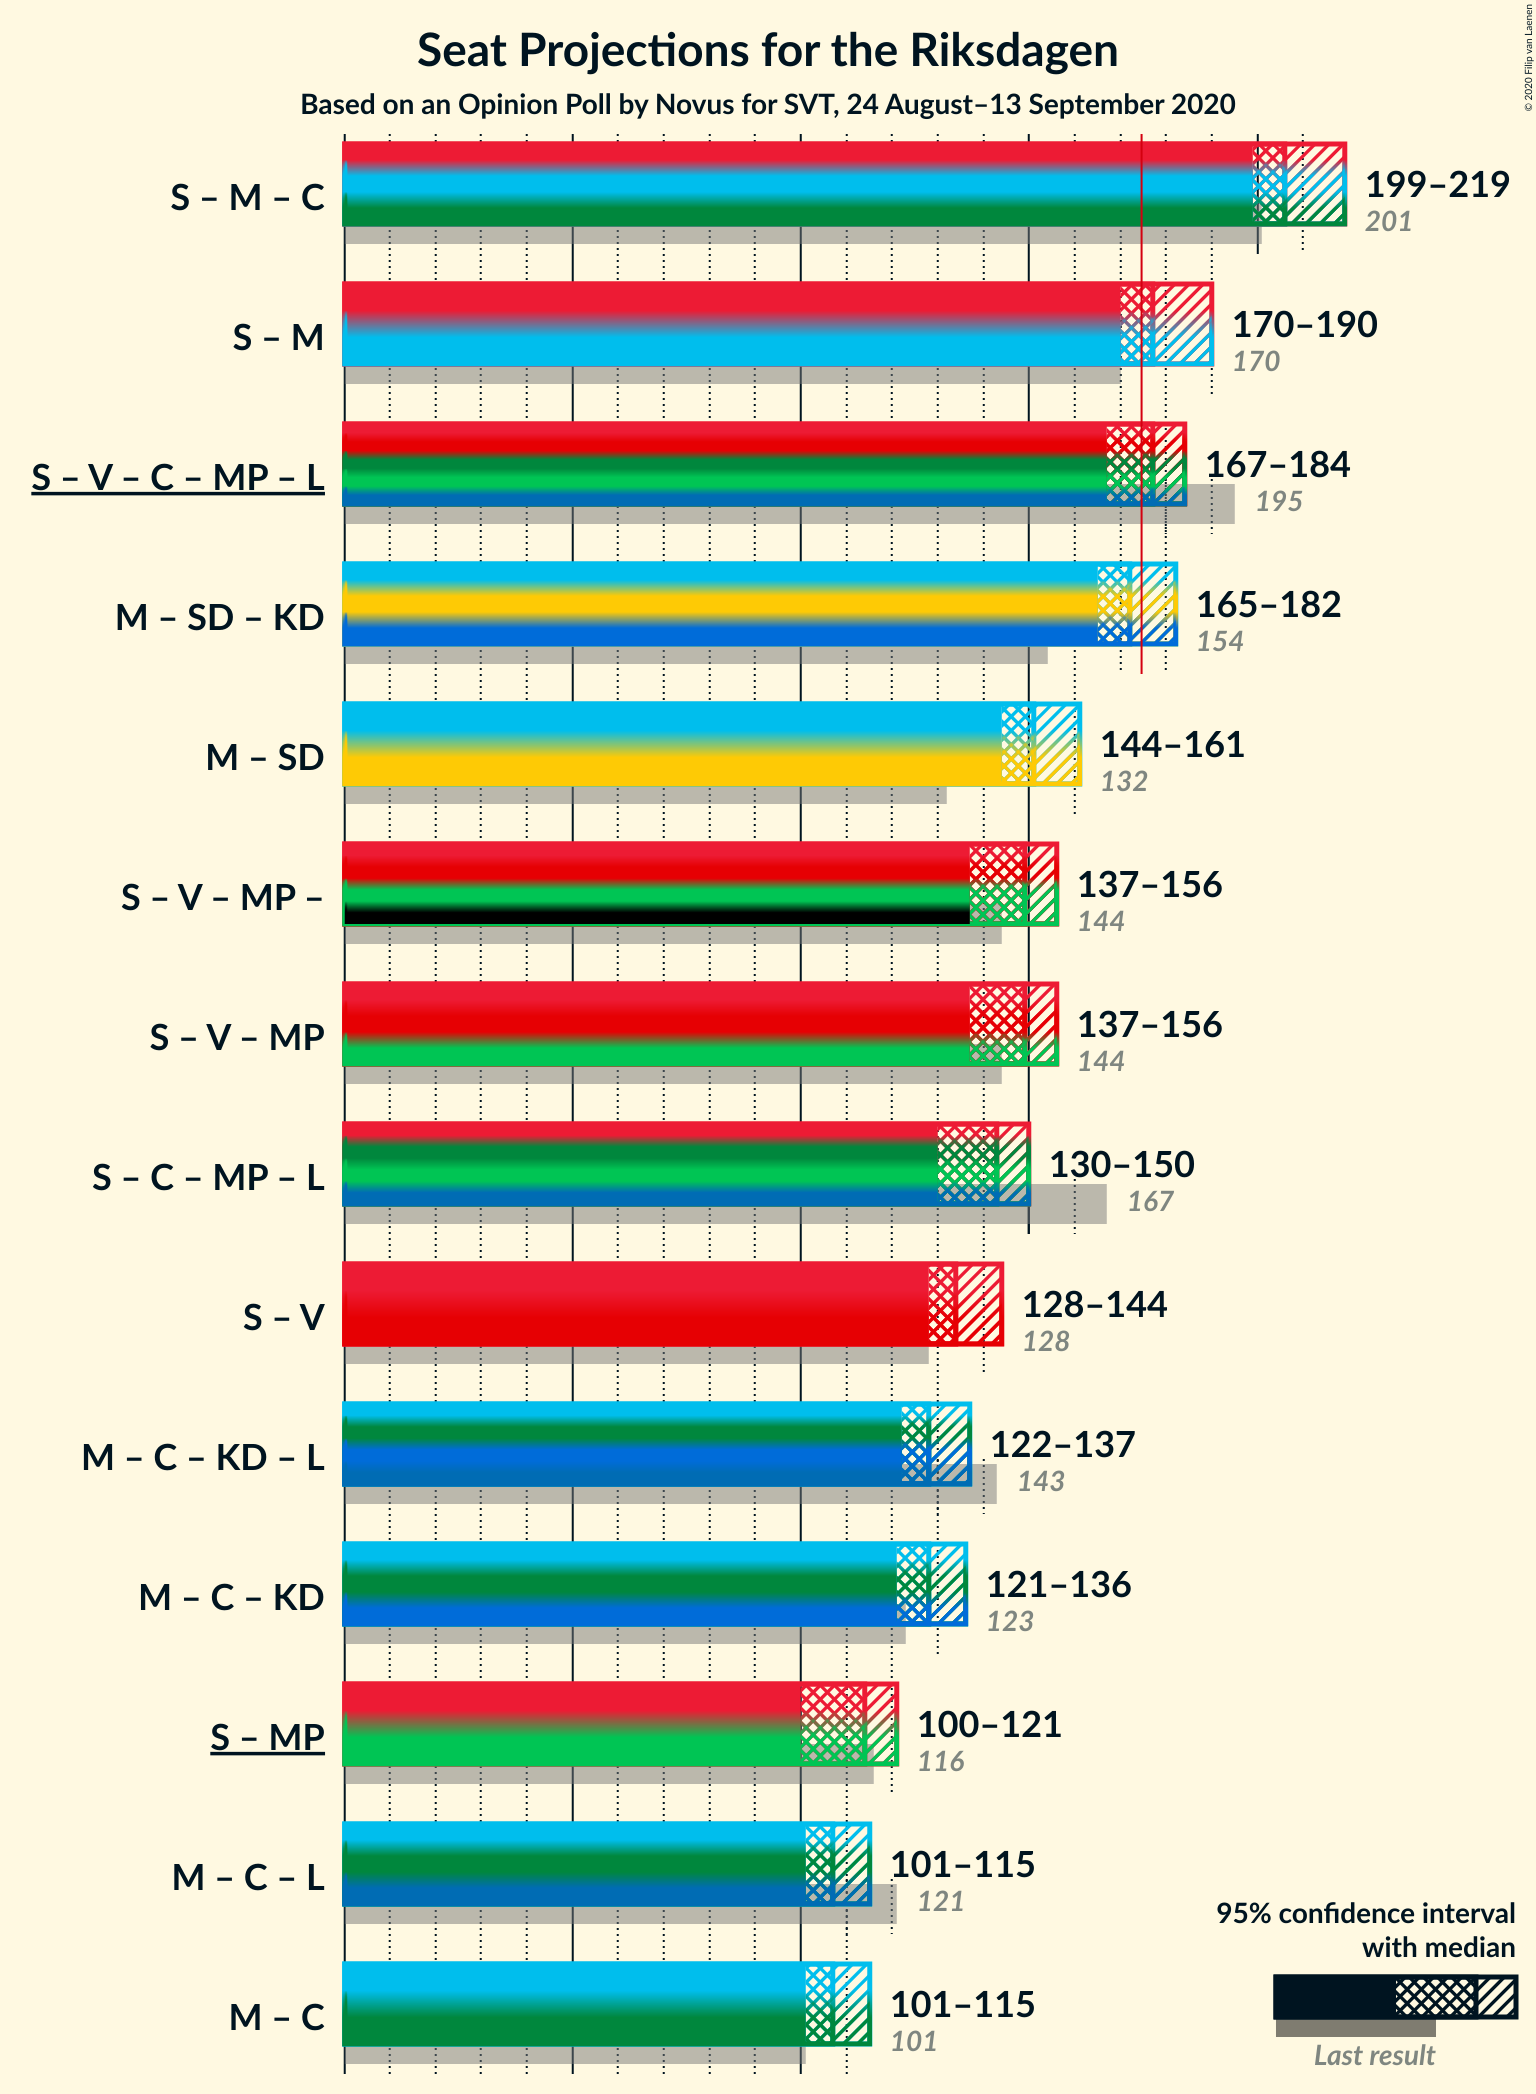 Seat Projections for the Riksdagen
Based on an Opinion Poll by Novus for SVT, 24 August–13 September 2020
© 2020 Filip van Laenen
S – M – C
199–219
201
S – M
170–190
170
S – V – C – MP – L
167–184
195
M – SD – KD
165–182
154
M – SD
144–161
132
S – V – MP –
137–156
144
S – V – MP
137–156
144
S – C – MP – L
130–150
167
S – V
128–144
128
M – C – KD – L
122–137
143
M – C – KD
121–136
123
S – MP
100–121
116
M – C – L
101–115
121
M – C
101–115
101
95% confidence interval
with median
Last result